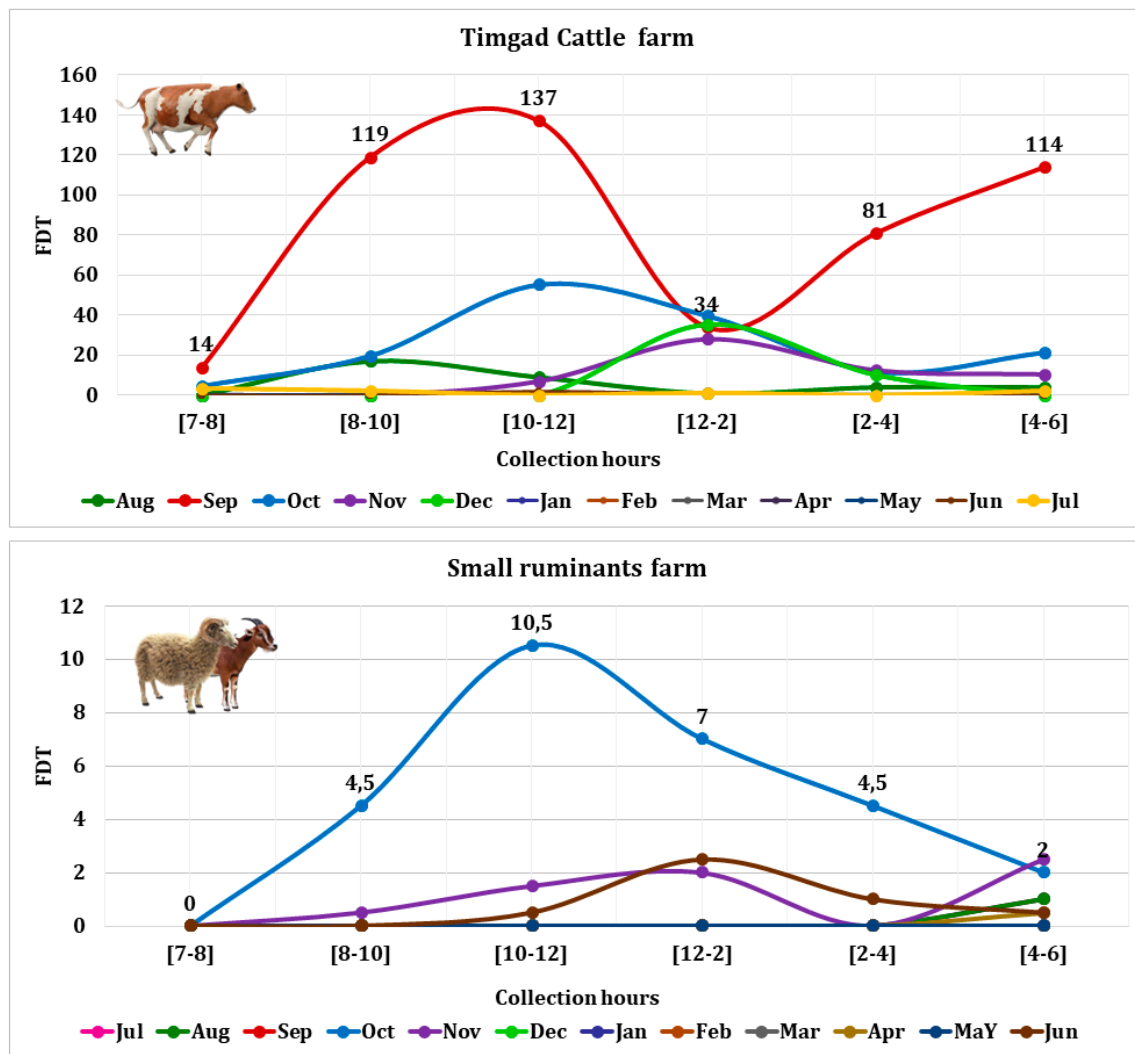 Timgad Cattle farm
160
140
120
100
80
60
40
20
0
FDT
14
119
137
34
81
114
[7-8] [8-10] [10-12] [12-2] [2-4] [4-6]
Collection hours
Aug Sep Oct Nov Dec Jan Feb Mar Apr May Jun Jul
Small ruminants farm
12
10
8
6
4
2
0
FDT
0
4,5
10,5
7
4,5
2
[7-8] [8-10] [10-12] [12-2] [2-4] [4-6]
Collection hours
Jul Aug Sep Oct Nov Dec Jan Feb Mar Apr MaY Jun